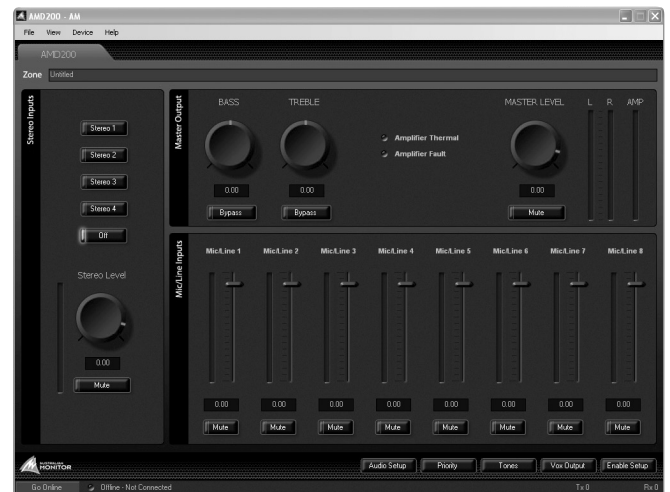 AMD200 - AM
File View Device Help
AMD200
Zone Untitled
Stereo Inputs
Stereo 1
Stereo 2
Stereo 3
Stereo 4
Off
Stereo Level
0.00
Mute
Master Output
BASS TREBLE MASTER LEVEL L R AMP
Amplifier Thermal
Amplifier Fault
0.00 0.00 0.00
Bypass Bypass Mute
Mic/Line Inputs
Mic/Line 1 Mic/Line 2 Mic/Line 3 Mic/Line 4 Mic/Line 5 Mic/Line 6 Mic/Line 7 Mic/Line 8
0.00 0.00 0.00 0.00 0.00 0.00 0.00 0.00
Mute Mute Mute Mute Mute Mute Mute Mute
AUSTRALIAN
MONITOR
Audio Setup Priority Tones Vox Output Enable Setup
Go Online Offline - Not Connected Tx 0 Rx 0